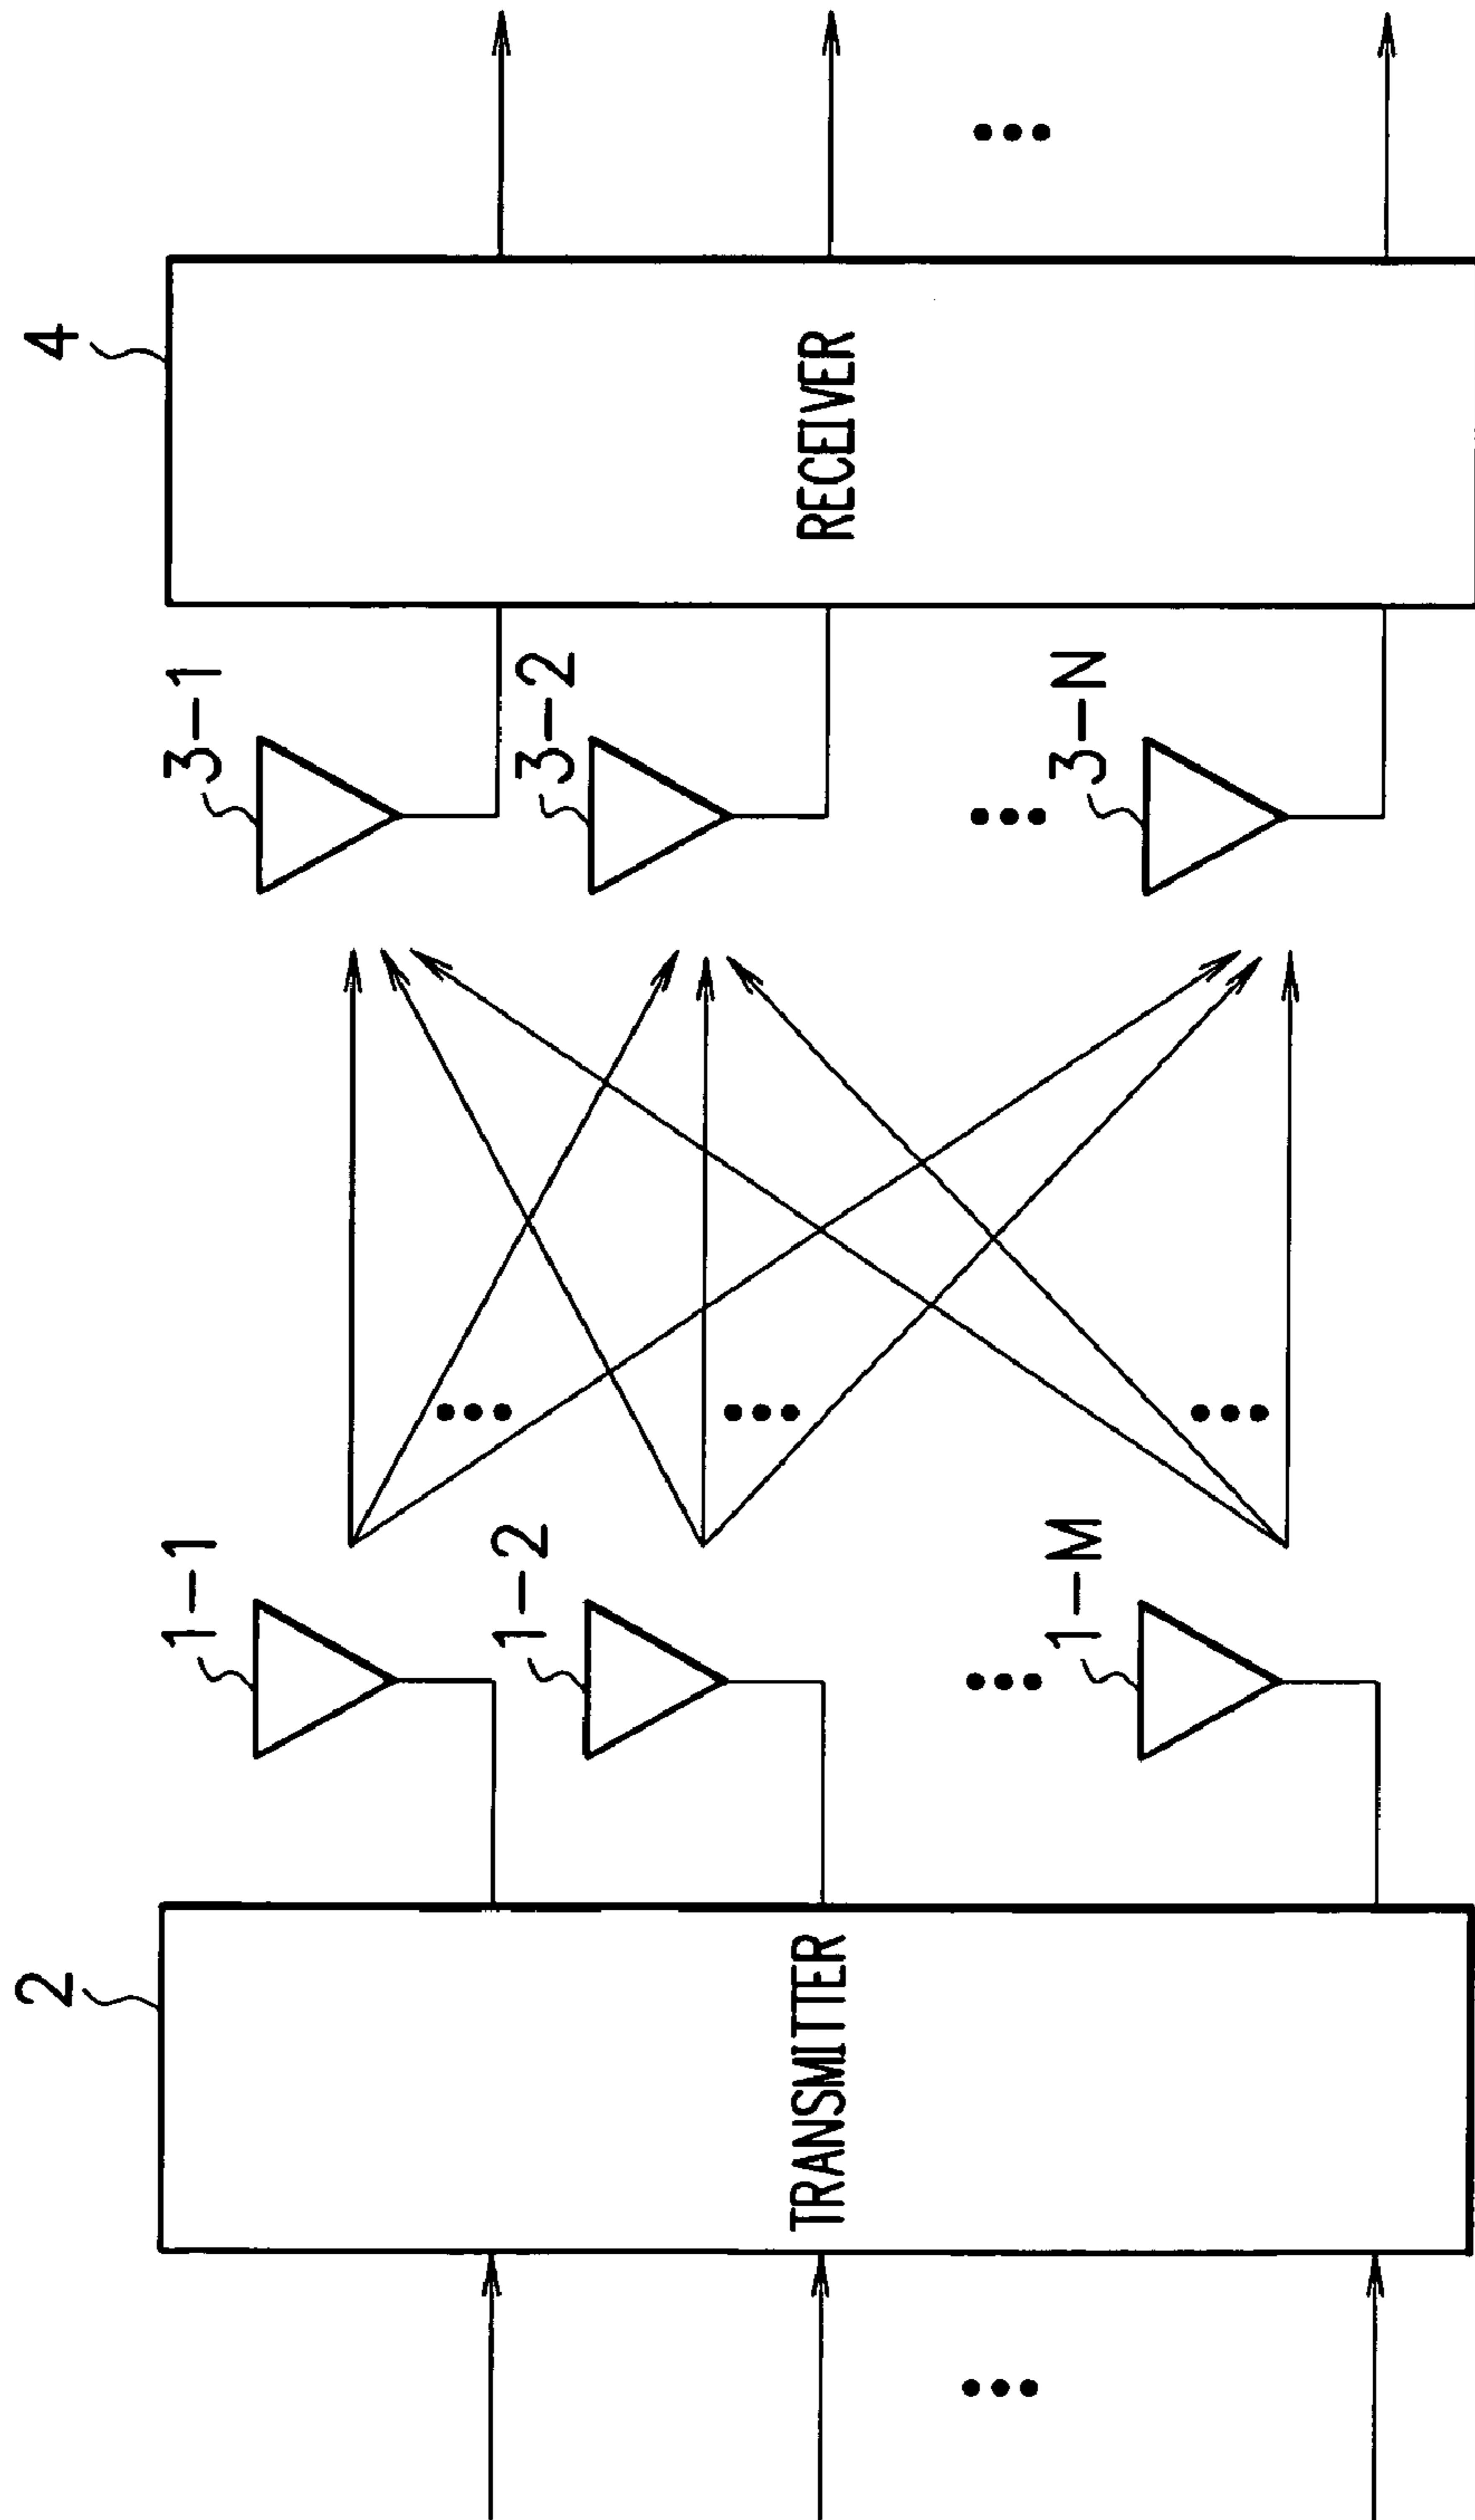 2
TRANSMITTER
1-1
1-2
1-M
3-1
3-2
3-N
4
RECEIVER